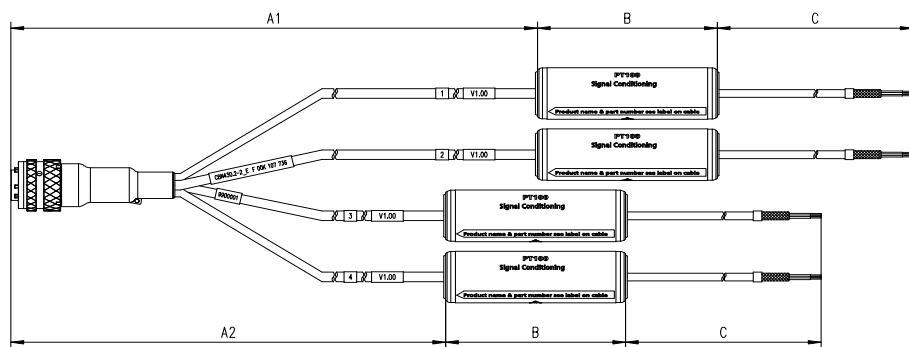 A1
B
C
PT100
Signal Conditioning
Product name & part number see label on cable
1
V1.00
PT100
Signal Conditioning
Product name & part number see label on cable
2
V1.00
CBM430.2-2_E F 00K 107 736
9900001
PT100
Signal Conditioning
Product name & part number see label on cable
3
V1.00
PT100
Signal Conditioning
Product name & part number see label on cable
4
V1.00
A2
B
C